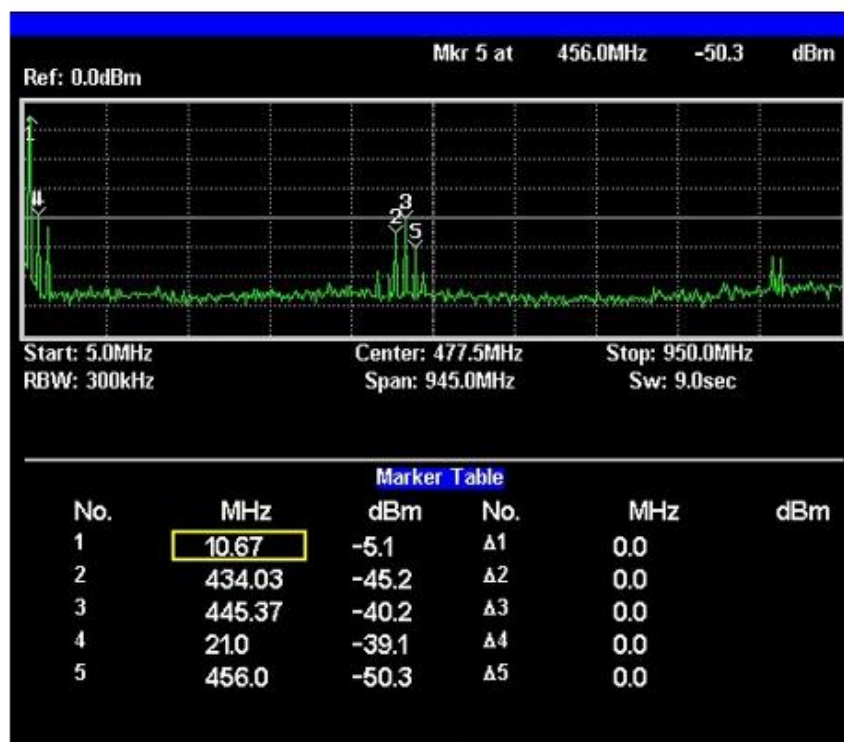 Mkr 5 at 456.0MHz -50.3 dBm
Ref: 0.0dBm
1
4
2
3
5
Start: 5.0MHz Center: 477.5MHz Stop: 950.0MHz
RBW: 300kHz Span: 945.0MHz Sw: 9.0sec
Marker Table
No. MHz dBm No. MHz dBm
1 10.67 -5.1 Δ1 0.0
2 434.03 -45.2 Δ2 0.0
3 445.37 -40.2 Δ3 0.0
4 21.0 -39.1 Δ4 0.0
5 456.0 -50.3 Δ5 0.0